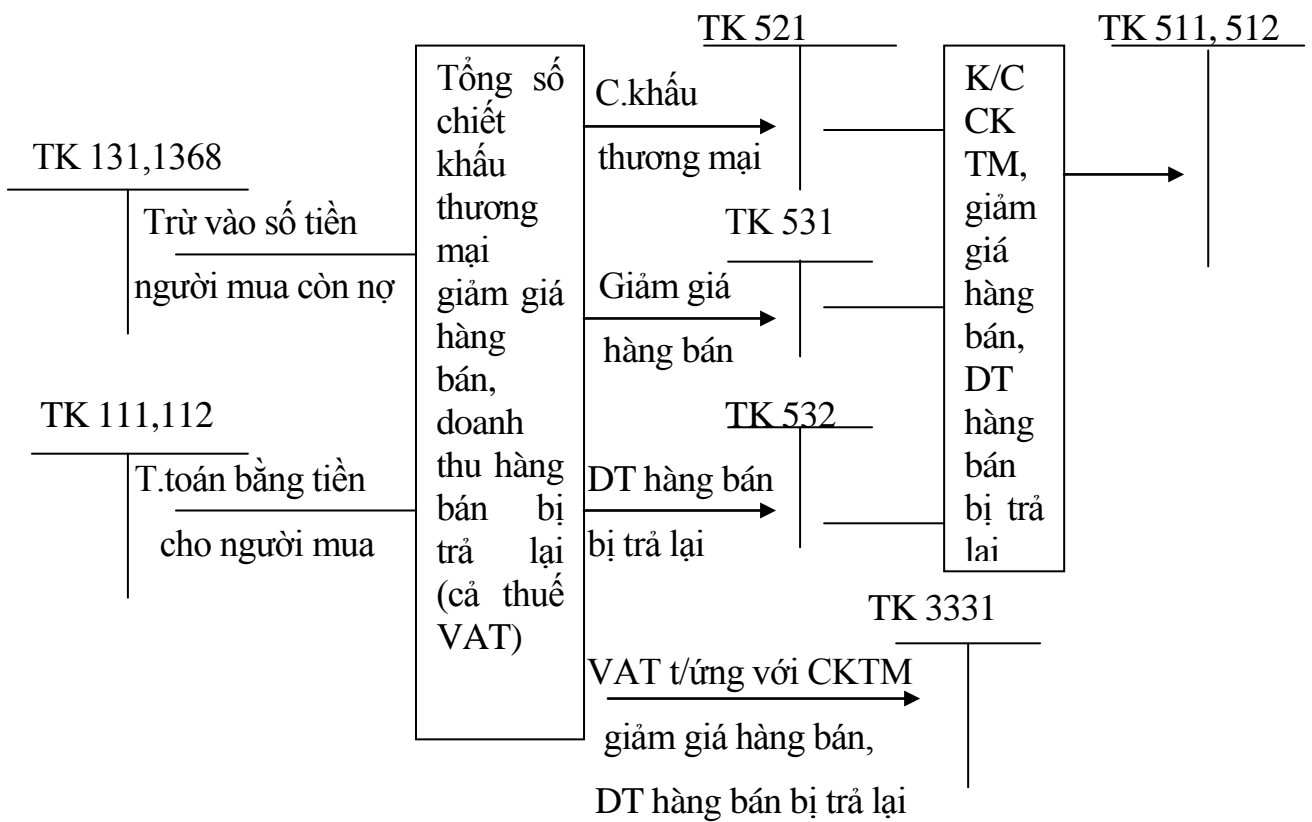 TK 131,1368
Trừ vào số tiền
người mua còn nợ
TK 111,112
T.toán bằng tiền
cho người mua
Tổng số
chiết
khấu
thương
mại
giảm giá
hàng
bán,
doanh
thu hàng
bán bị
trả lại
(cả thuế
VAT)
TK 521
C.khấu
thương mại
TK 531
Giảm giá
hàng bán
TK 532
DT hàng bán
bị trả lại
TK 3331
VAT t/ứng với CKTM
giảm giá hàng bán,
DT hàng bán bị trả lại
K/C
CK
TM,
giảm
giá
hàng
bán,
DT
hàng
bán
bị trả
lại
TK 511, 512